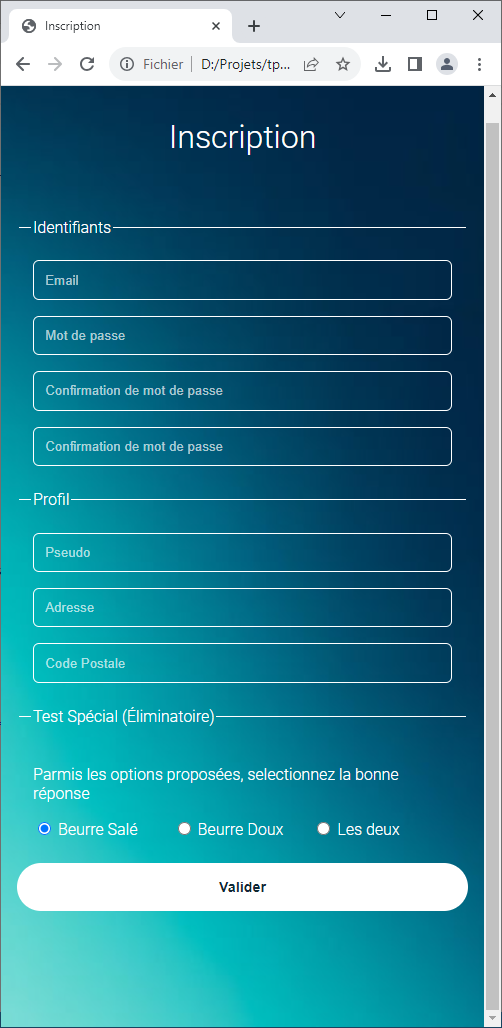 Inscription
Fichier
D:/Projets/tp...
Inscription
Identifiants
Email
Mot de passe
Confirmation de mot de passe
Confirmation de mot de passe
Profil
Pseudo
Adresse
Code Postale
Test Spécial (Éliminatoire)
Parmis les options proposées, selectionnez la bonne
réponse
Beurre Salé Beurre Doux Les deux
Valider